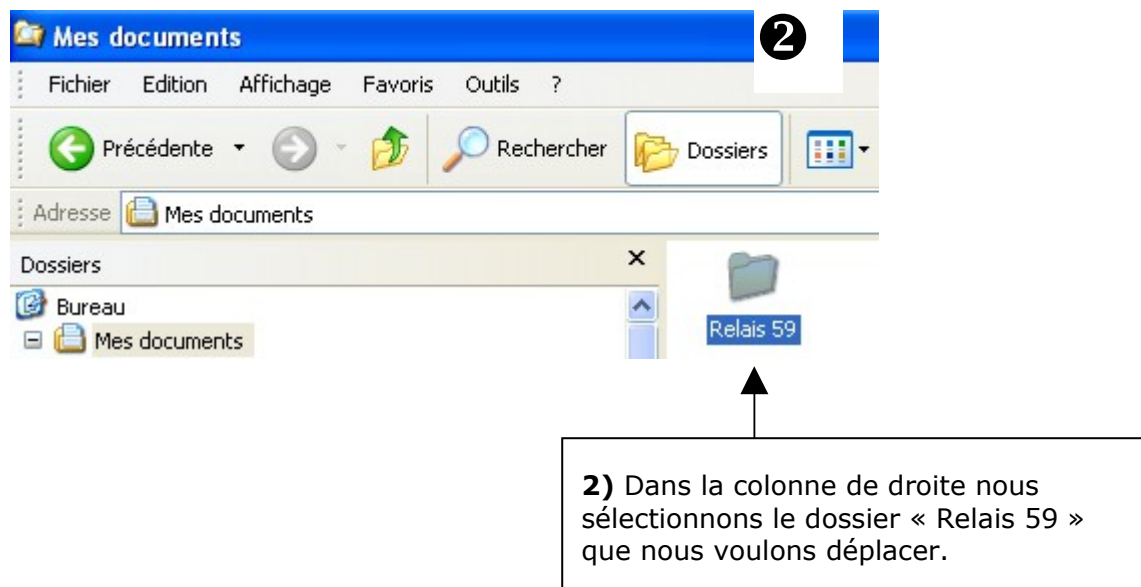 Mes documents
❷
Fichier Edition Affichage Favoris Outils ?
Précédente Rechercher Dossiers
Adresse Mes documents
Dossiers
Bureau
Mes documents
Relais 59
2) Dans la colonne de droite nous
sélectionnons le dossier « Relais 59 »
que nous voulons déplacer.